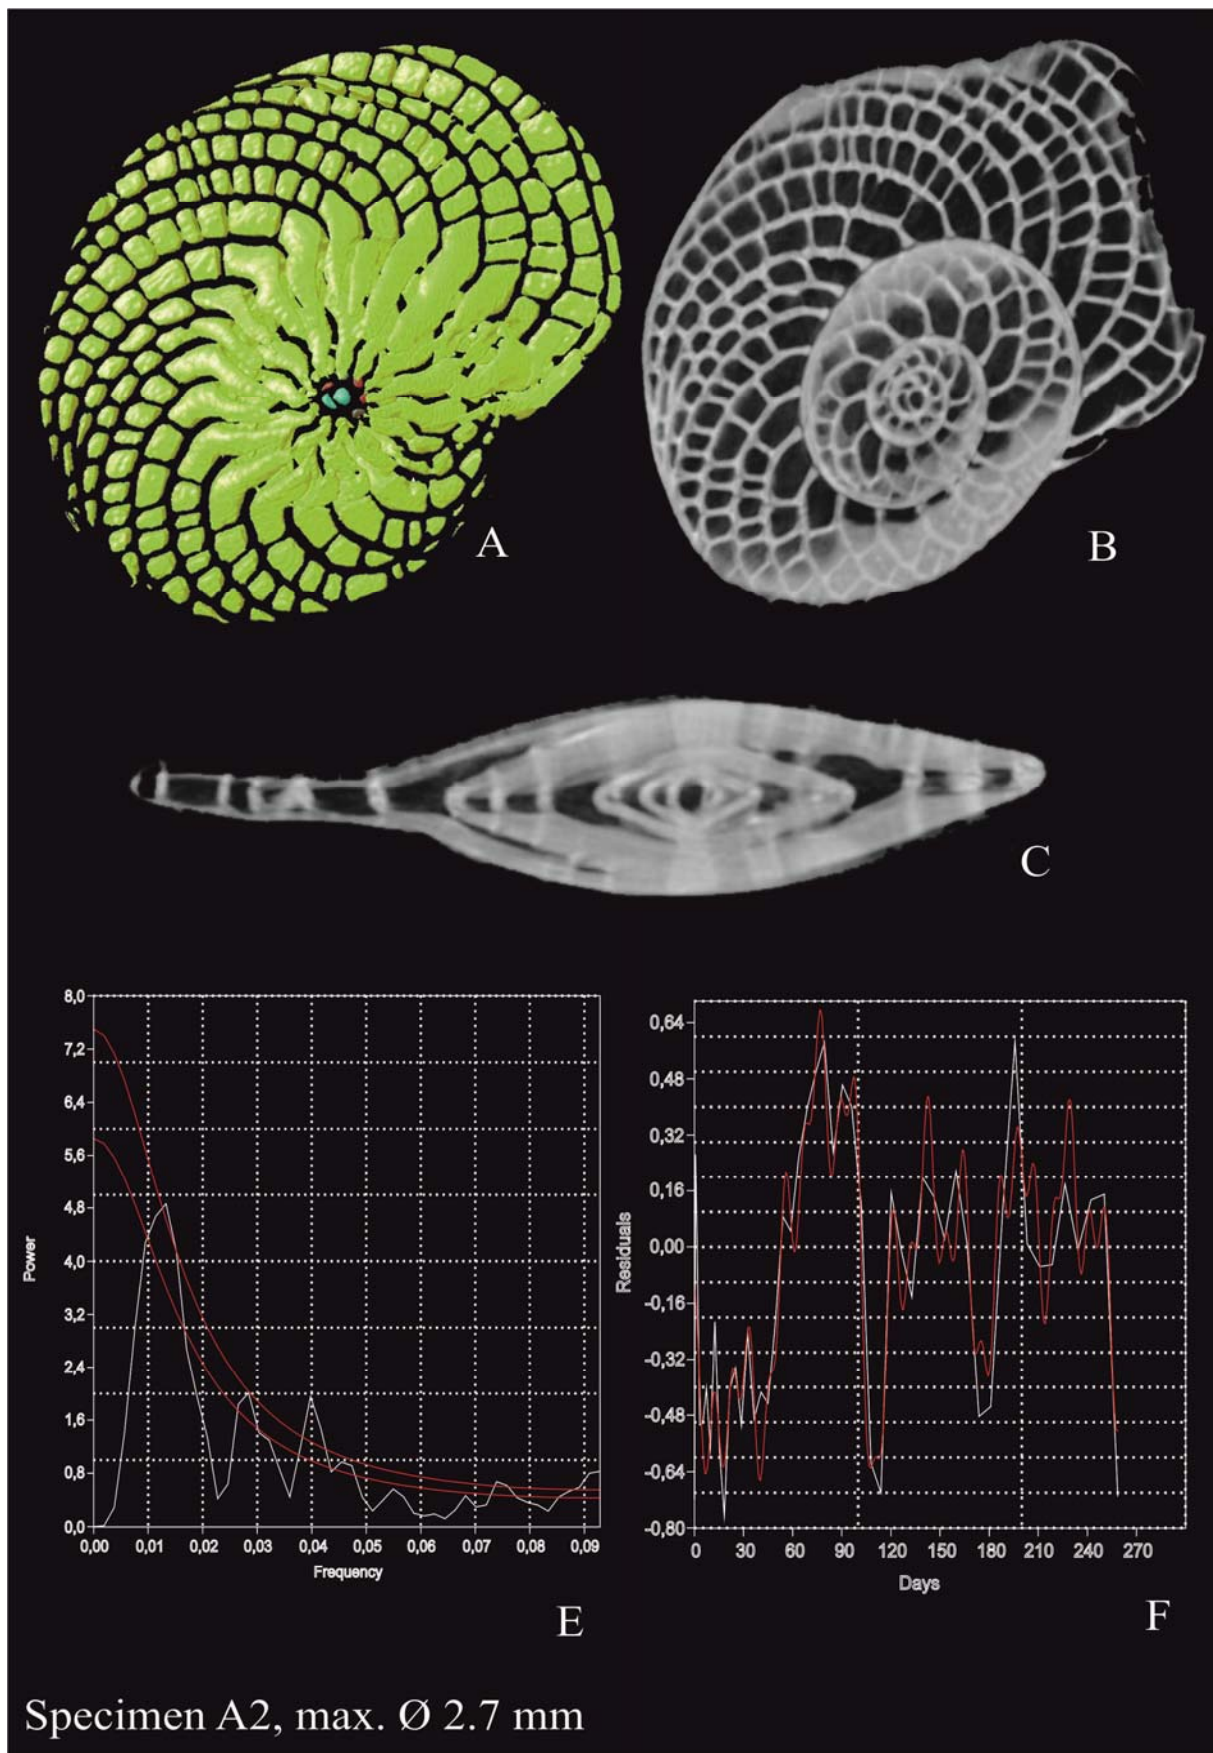 A
B
C
8,0
7,2
6,4
5,6
4,8
4,0
3,2
2,4
1,6
0,8
0,0
Power
0,00 0,01 0,02 0,03 0,04 0,05 0,06 0,07 0,08 0,09
Frequency
E
0,64
0,48
0,32
0,16
0,00
-0,16
-0,32
-0,48
-0,64
-0,80
Residuals
0 30 60 90 120 150 180 210 240 270
Days
F
Specimen A2, max. Ø 2.7 mm